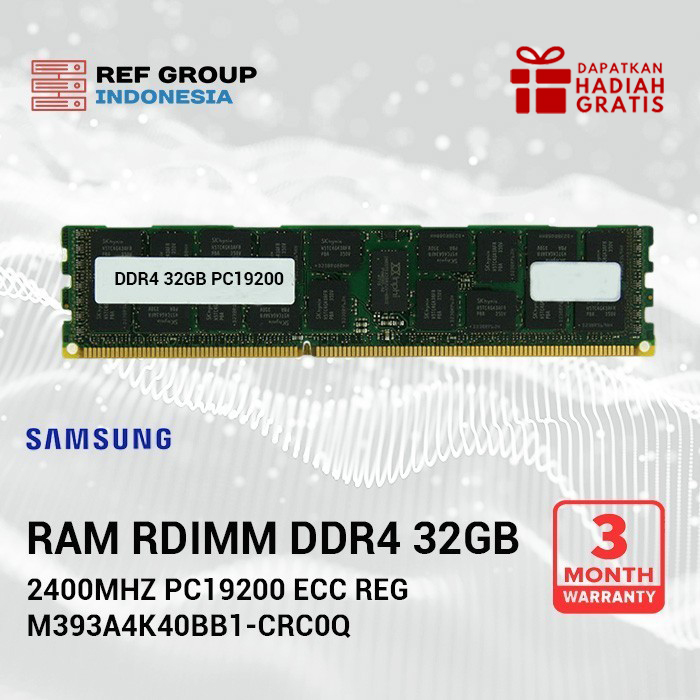 REF GROUP
INDONESIA
DAPATKAN
HADIAH
GRATIS
DDR4 32GB PC19200
SAMSUNG
RAM RDIMM DDR4 32GB
2400MHZ PC19200 ECC REG
M393A4K40BB1-CRC0Q
3
MONTH
WARRANTY